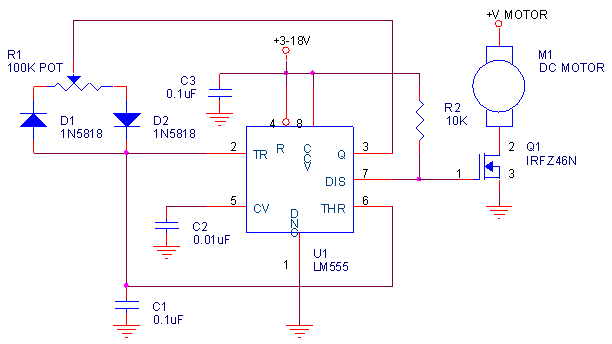 +V MOTOR
R1
100K POT
+3-18V
M1
DC MOTOR
C3
0.1uF
R2
10K
D1
1N5818
D2
1N5818
4
8
R
VCC
2
TR
Q
3
DIS
7
1
Q1
IRFZ46N
2
3
5
CV
THR
6
GND
C2
0.01uF
1
U1
LM555
C1
0.1uF